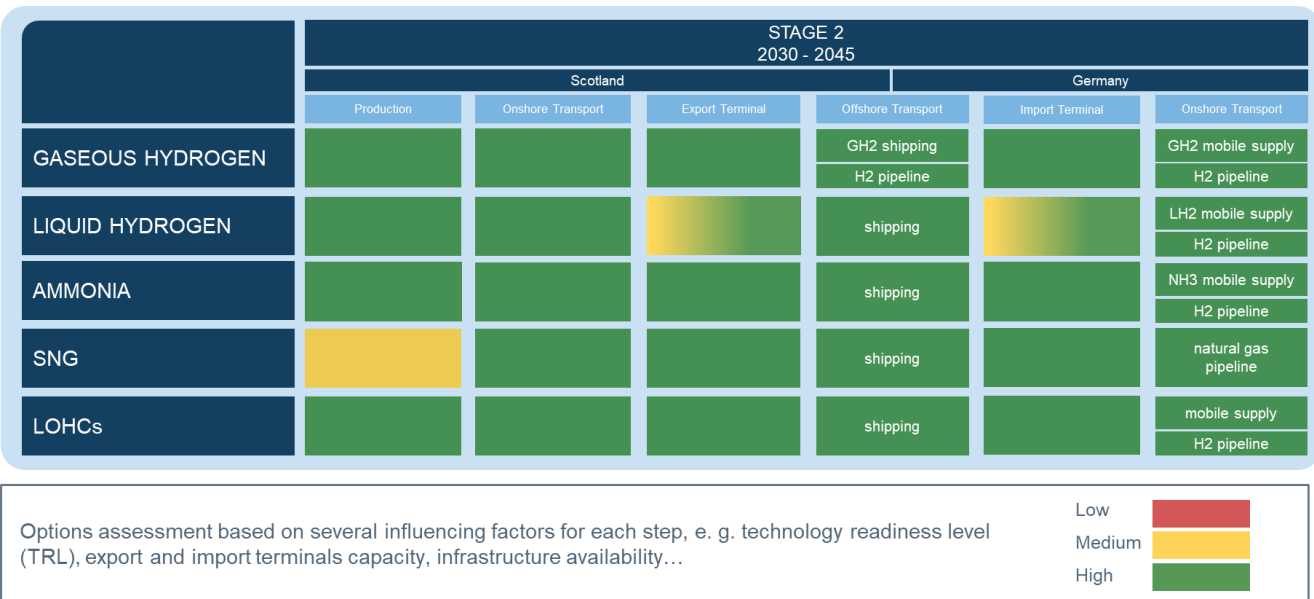 STAGE 2
2030 - 2045
Scotland
Germany
Production
Onshore Transport
Export Terminal
Offshore Transport
Import Terminal
Onshore Transport
GASEOUS HYDROGEN
GH2 shipping
H2 pipeline
GH2 mobile supply
H2 pipeline
LIQUID HYDROGEN
shipping
LH2 mobile supply
H2 pipeline
AMMONIA
shipping
NH3 mobile supply
H2 pipeline
SNG
shipping
natural gas
pipeline
LOHCs
shipping
mobile supply
H2 pipeline
Options assessment based on several influencing factors for each step, e. g. technology readiness level
(TRL), export and import terminals capacity, infrastructure availability…
Low
Medium
High